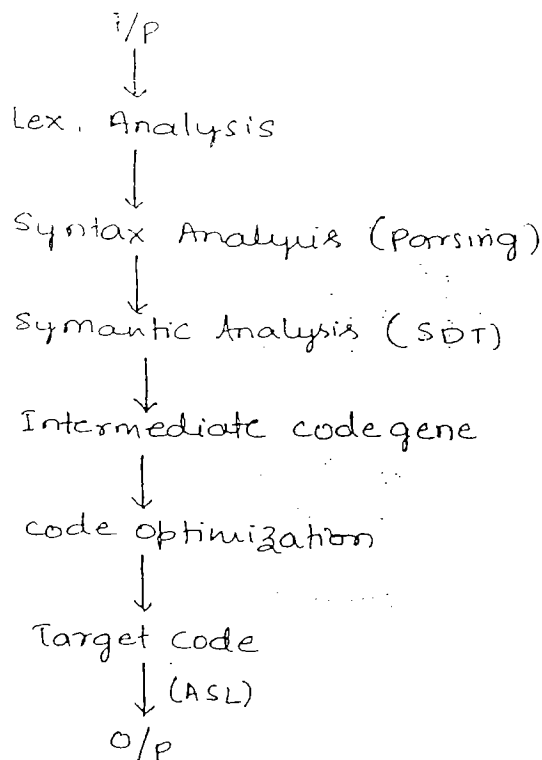 i/p
Lex. Analysis
Syntax Analysis (Parsing)
Symantic Analysis (SDT)
Intermediate code gene
code optimization
Target code
(ASL)
O/p